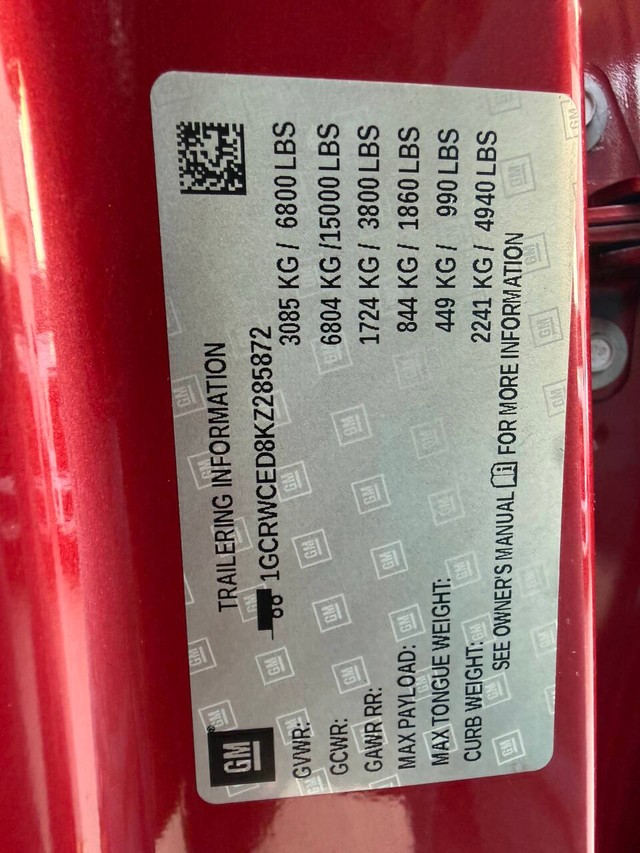 GM®
TRAILERING INFORMATION
1GCRWCED8KZ285872
GVWR: 3085 KG / 6800 LBS
GCWR: 6804 KG /15000 LBS
GAWR RR: 1724 KG / 3800 LBS
MAX PAYLOAD: 844 KG / 1860 LBS
MAX TONGUE WEIGHT: 449 KG / 990 LBS
CURB WEIGHT: 2241 KG / 4940 LBS
SEE OWNER'S MANUAL FOR MORE INFORMATION